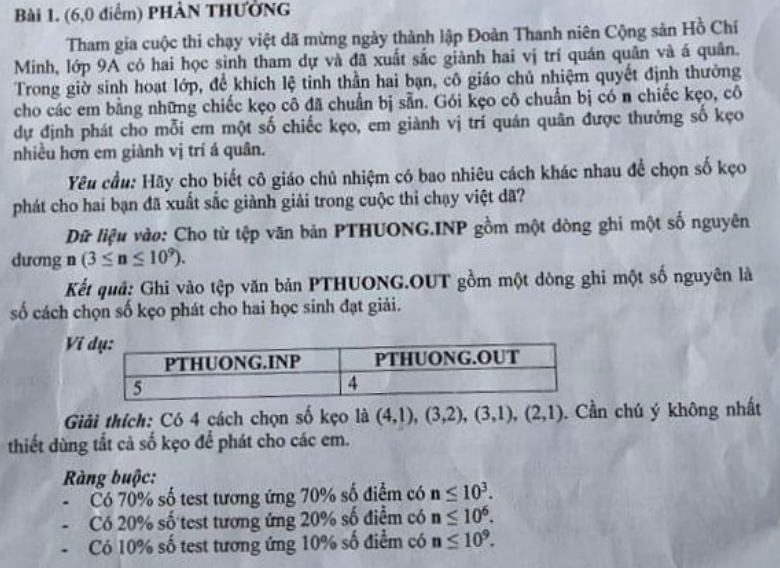 Bài 1. (6,0 điểm) PHẦN THƯỞNG
Tham gia cuộc thi chạy việt dã mừng ngày thành lập Đoàn Thanh niên Cộng sản Hồ Chí
Minh, lớp 9A có hai học sinh tham dự và đã xuất sắc giành hai vị trí quán quân và á quân.
Trong giờ sinh hoạt lớp, để khích lệ tinh thần hai bạn, cô giáo chủ nhiệm quyết định thưởng
cho các em bằng những chiếc kẹo cô đã chuẩn bị sẵn. Gói kẹo cô chuẩn bị có n chiếc kẹo, cô
dự định phát cho mỗi em một số chiếc kẹo, em giành vị trí quán quân được thưởng số kẹo
nhiều hơn em giành vị trí á quân.
Yêu cầu: Hãy cho biết cô giáo chủ nhiệm có bao nhiêu cách khác nhau để chọn số kẹo
phát cho hai bạn đã xuất sắc giành giải trong cuộc thi chạy việt dã?
Dữ liệu vào: Cho từ tệp văn bản PTHUONG.INP gồm một dòng ghi một số nguyên
dương n (3 ≤ n ≤ 10⁹).
Kết quả: Ghi vào tệp văn bản PTHUONG.OUT gồm một dòng ghi một số nguyên là
số cách chọn số kẹo phát cho hai học sinh đạt giải.
Ví dụ:
PTHUONG.INP PTHUONG.OUT
5 4
Giải thích: Có 4 cách chọn số kẹo là (4,1), (3,2), (3,1), (2,1). Cần chú ý không nhất
thiết dùng tất cả số kẹo để phát cho các em.
Ràng buộc:
- Có 70% số test tương ứng 70% số điểm có n ≤ 10³.
- Có 20% số test tương ứng 20% số điểm có n ≤ 10⁶.
- Có 10% số test tương ứng 10% số điểm có n ≤ 10⁹.